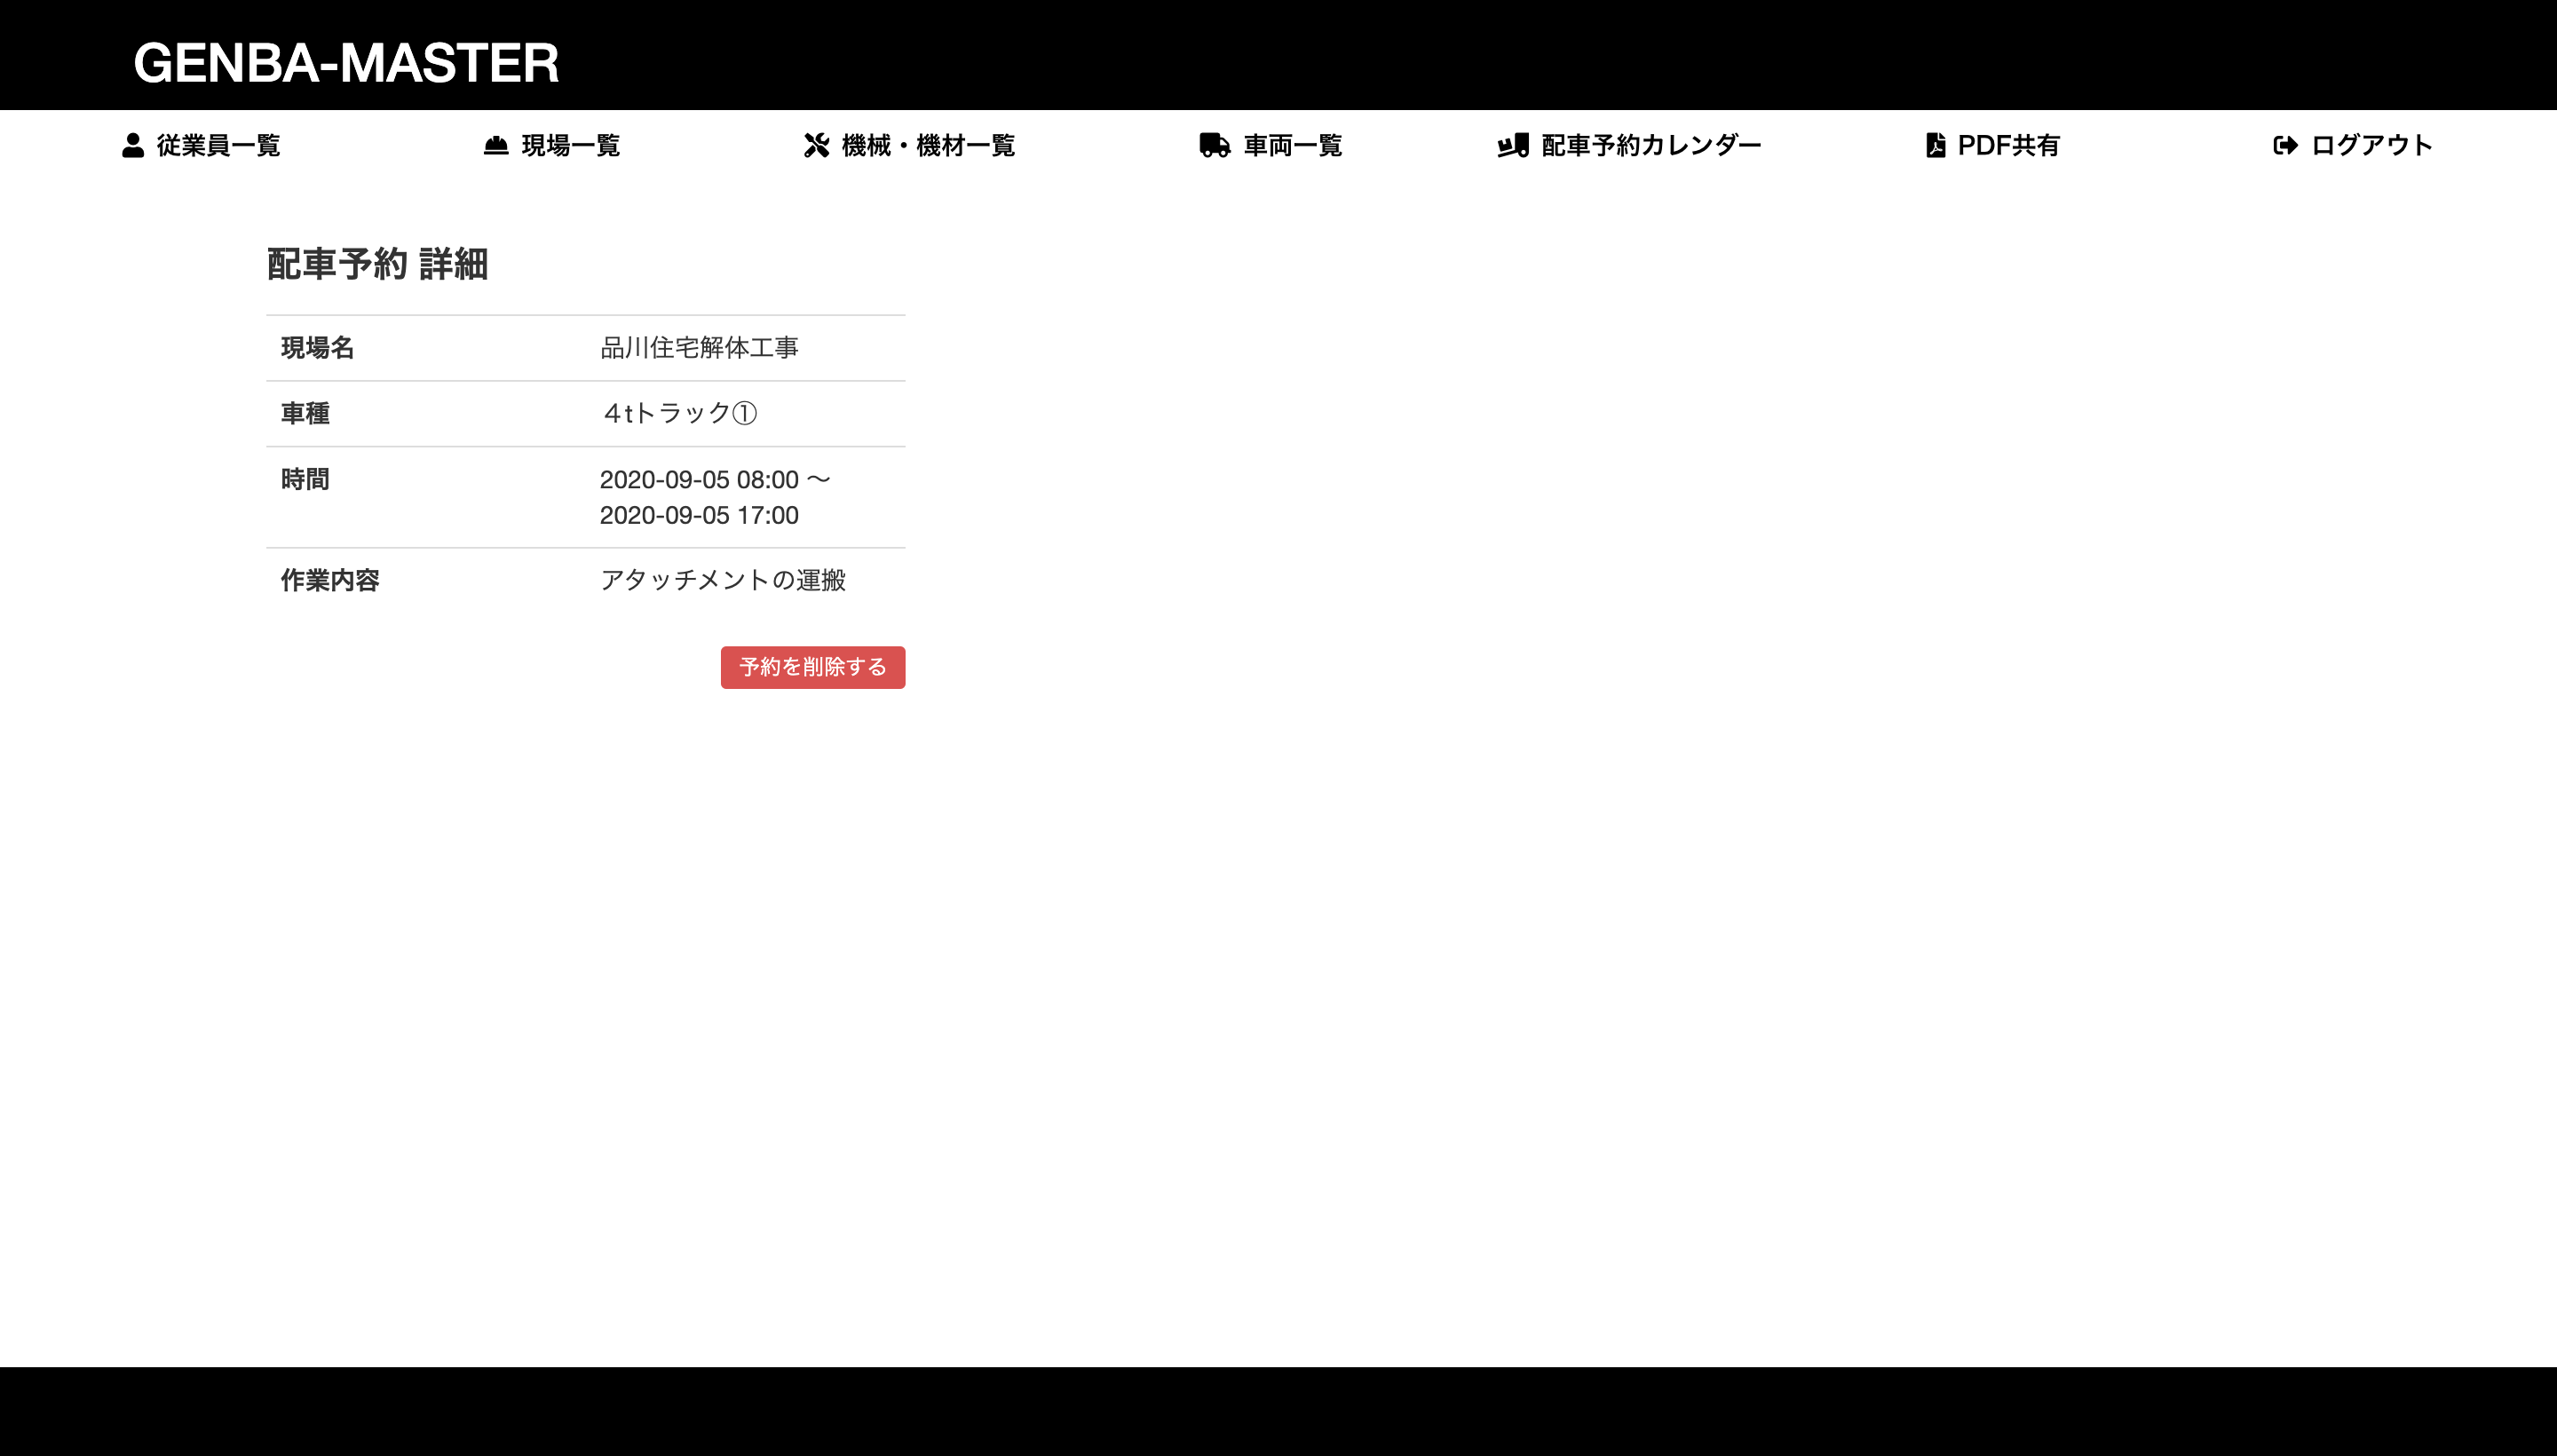 GENBA-MASTER
従業員一覧
現場一覧
機械・機材一覧
車両一覧
配車予約カレンダー
PDF共有
ログアウト
配車予約 詳細
現場名 品川住宅解体工事
車種 ４tトラック①
時間 2020-09-05 08:00 〜
2020-09-05 17:00
作業内容 アタッチメントの運搬
予約を削除する